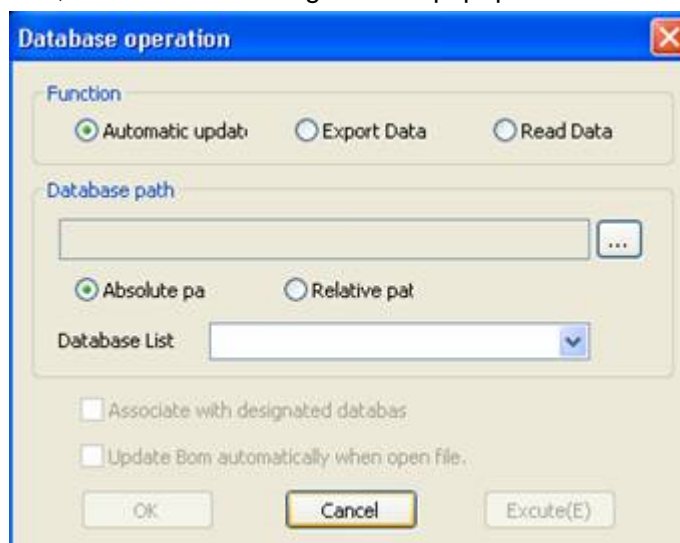 Database operation
Function
Automatic updat
Export Data
Read Data
Database path
...
Absolute pa
Relative pat
Database List
Associate with designated databas
Update Bom automatically when open file.
OK
Cancel
Excute(E)